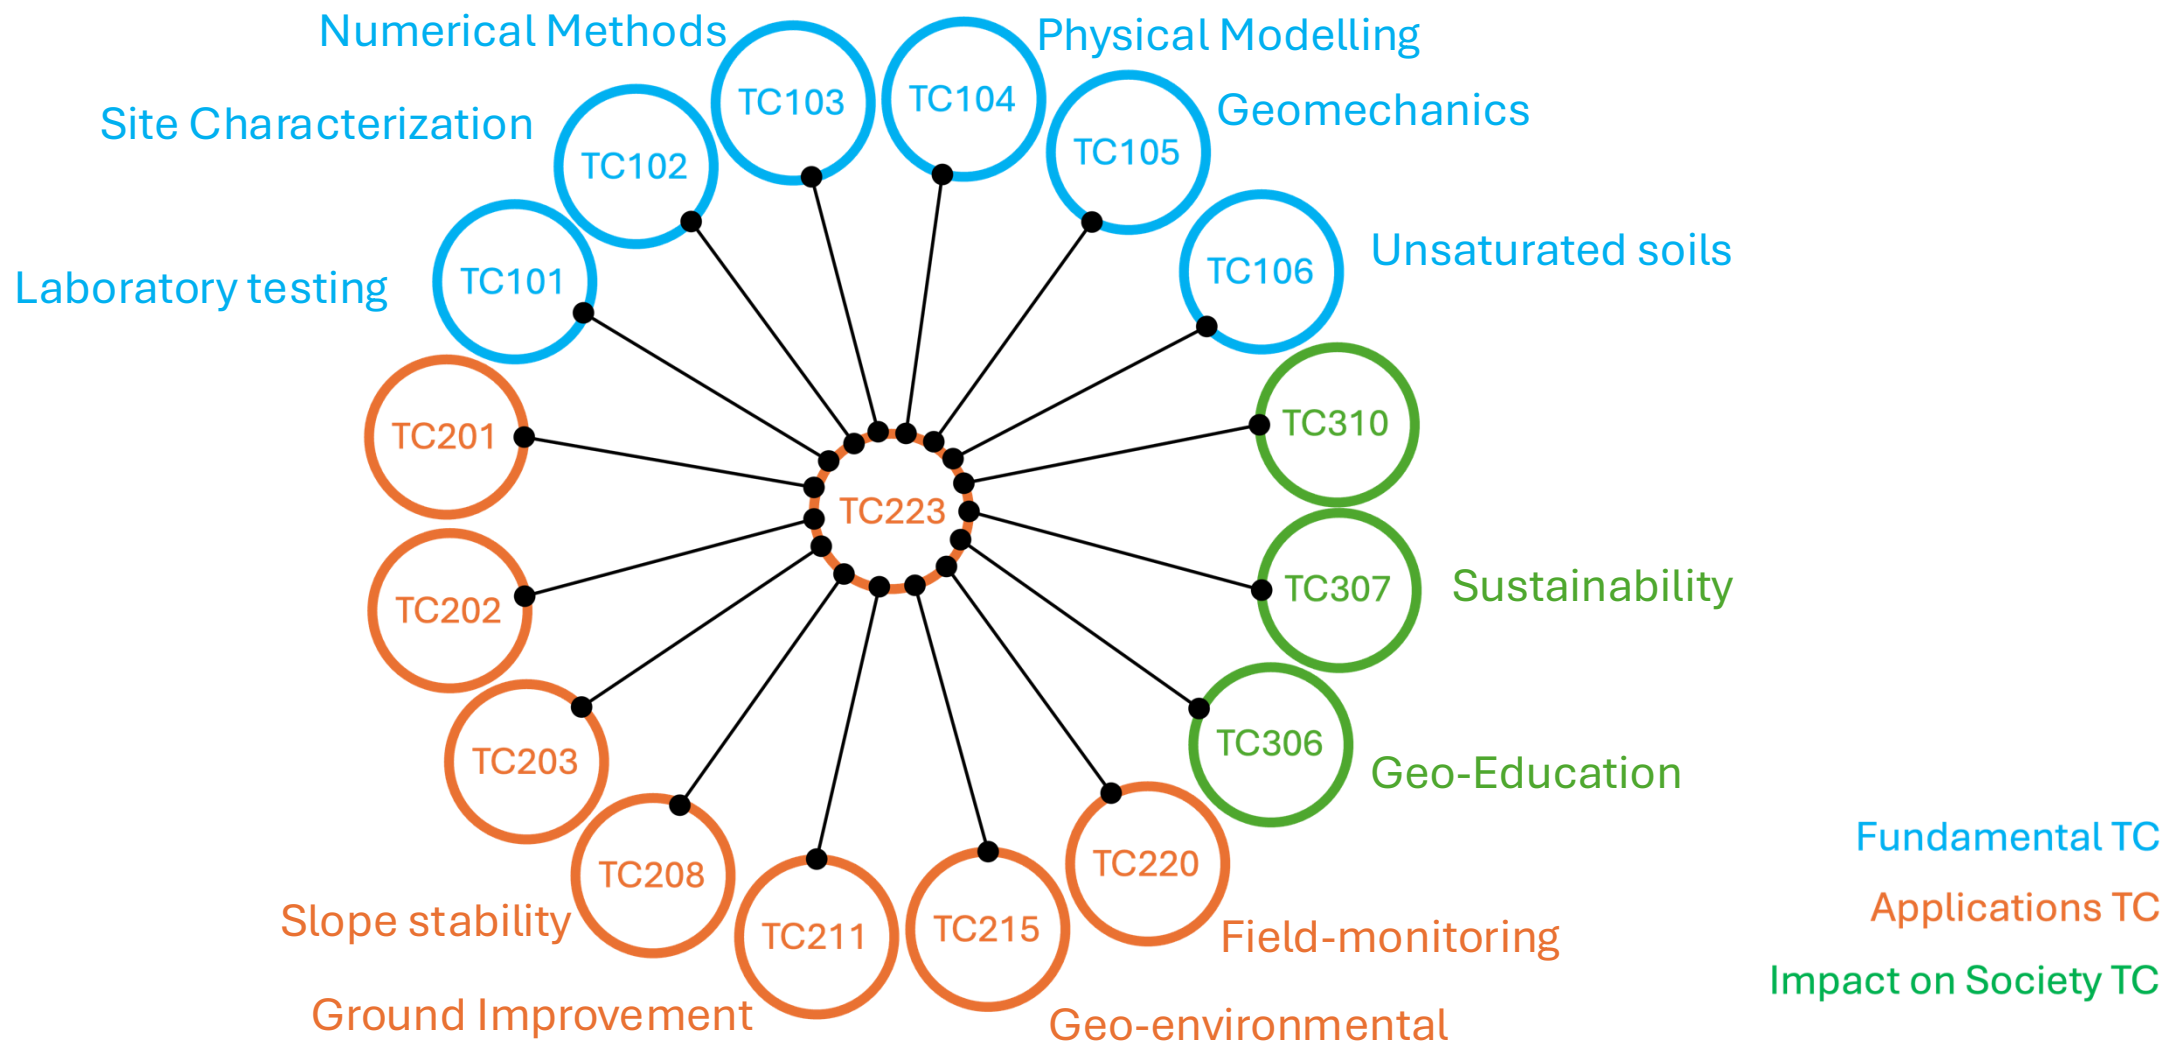 Numerical Methods
TC103
TC104
Physical Modelling
Site Characterization
TC102
TC105
Geomechanics
Laboratory testing
TC101
TC106
Unsaturated soils
TC201
TC310
TC223
TC202
TC307
Sustainability
TC203
TC306
Geo-Education
TC208
TC220
Slope stability
TC211
TC215
Field-monitoring
Ground Improvement
Geo-environmental
Fundamental TC
Applications TC
Impact on Society TC